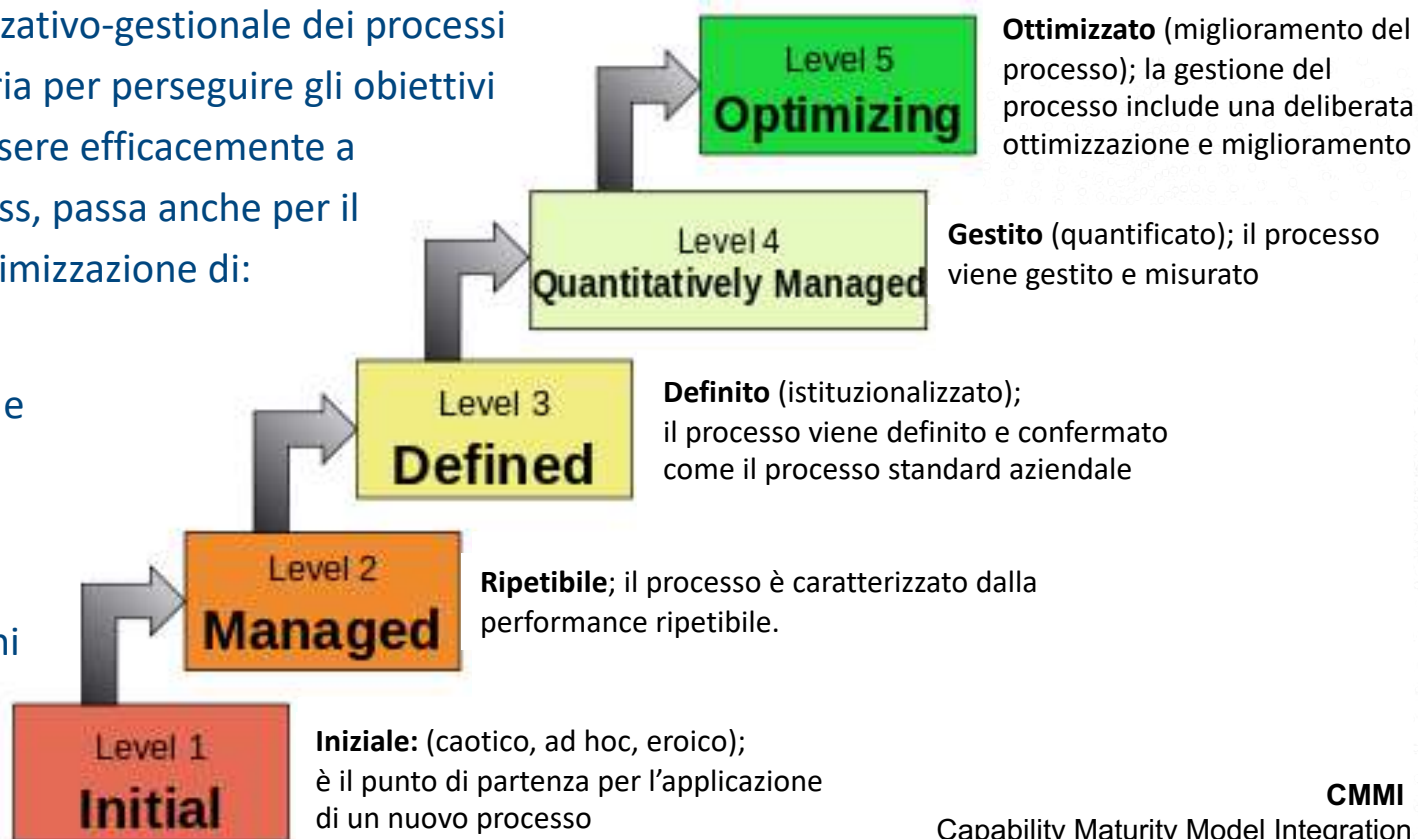 zativo-gestionale dei processi
ria per perseguire gli obiettivi
ssere efficacemente a
ss, passa anche per il
timizzazione di:
e
ni
Level 5
Optimizing
Ottimizzato (miglioramento del
processo); la gestione del
processo include una deliberata
ottimizzazione e miglioramento
Level 4
Quantitatively Managed
Gestito (quantificato); il processo
viene gestito e misurato
Level 3
Defined
Definito (istituzionalizzato);
il processo viene definito e confermato
come il processo standard aziendale
Level 2
Managed
Ripetibile; il processo è caratterizzato dalla
performance ripetibile.
Level 1
Initial
Iniziale: (caotico, ad hoc, eroico);
è il punto di partenza per l'applicazione
di un nuovo processo
CMMI
Capability Maturity Model Integration